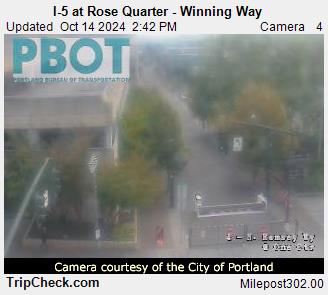 I-5 at Rose Quarter - Winning Way
Updated Oct 14 2024 2:42 PM Camera 4
PBOT
PORTLAND BUREAU OF TRANSPORTATION
Camera courtesy of the City of Portland
TripCheck.com Milepost302.00